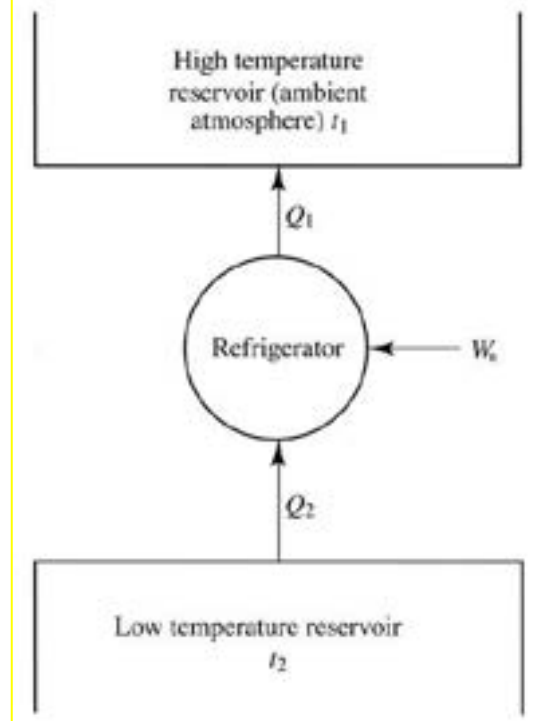 High temperature
reservoir (ambient
atmosphere) t₁
Q₁
Refrigerator
Wₙ
Q₂
Low temperature reservoir
t₂